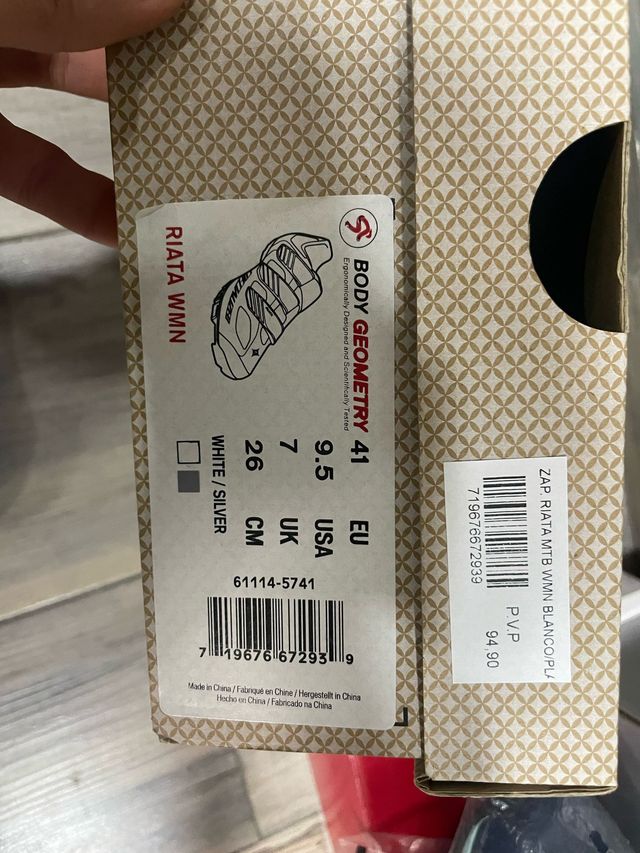 BODY GEOMETRY
Ergonomically Designed and Scientifically Tested
RIATA WMN
41 EU
9.5 USA
7 UK
26 CM
WHITE / SILVER
61114-5741
7 19676 67293 9
Made in China / Fabriqué en Chine / Hergestellt in China
Hecho en China / Fabricado na China
ZAP. RIATA MTB WMN BLANCO/PLA
719676672939
P.V.P
94,90